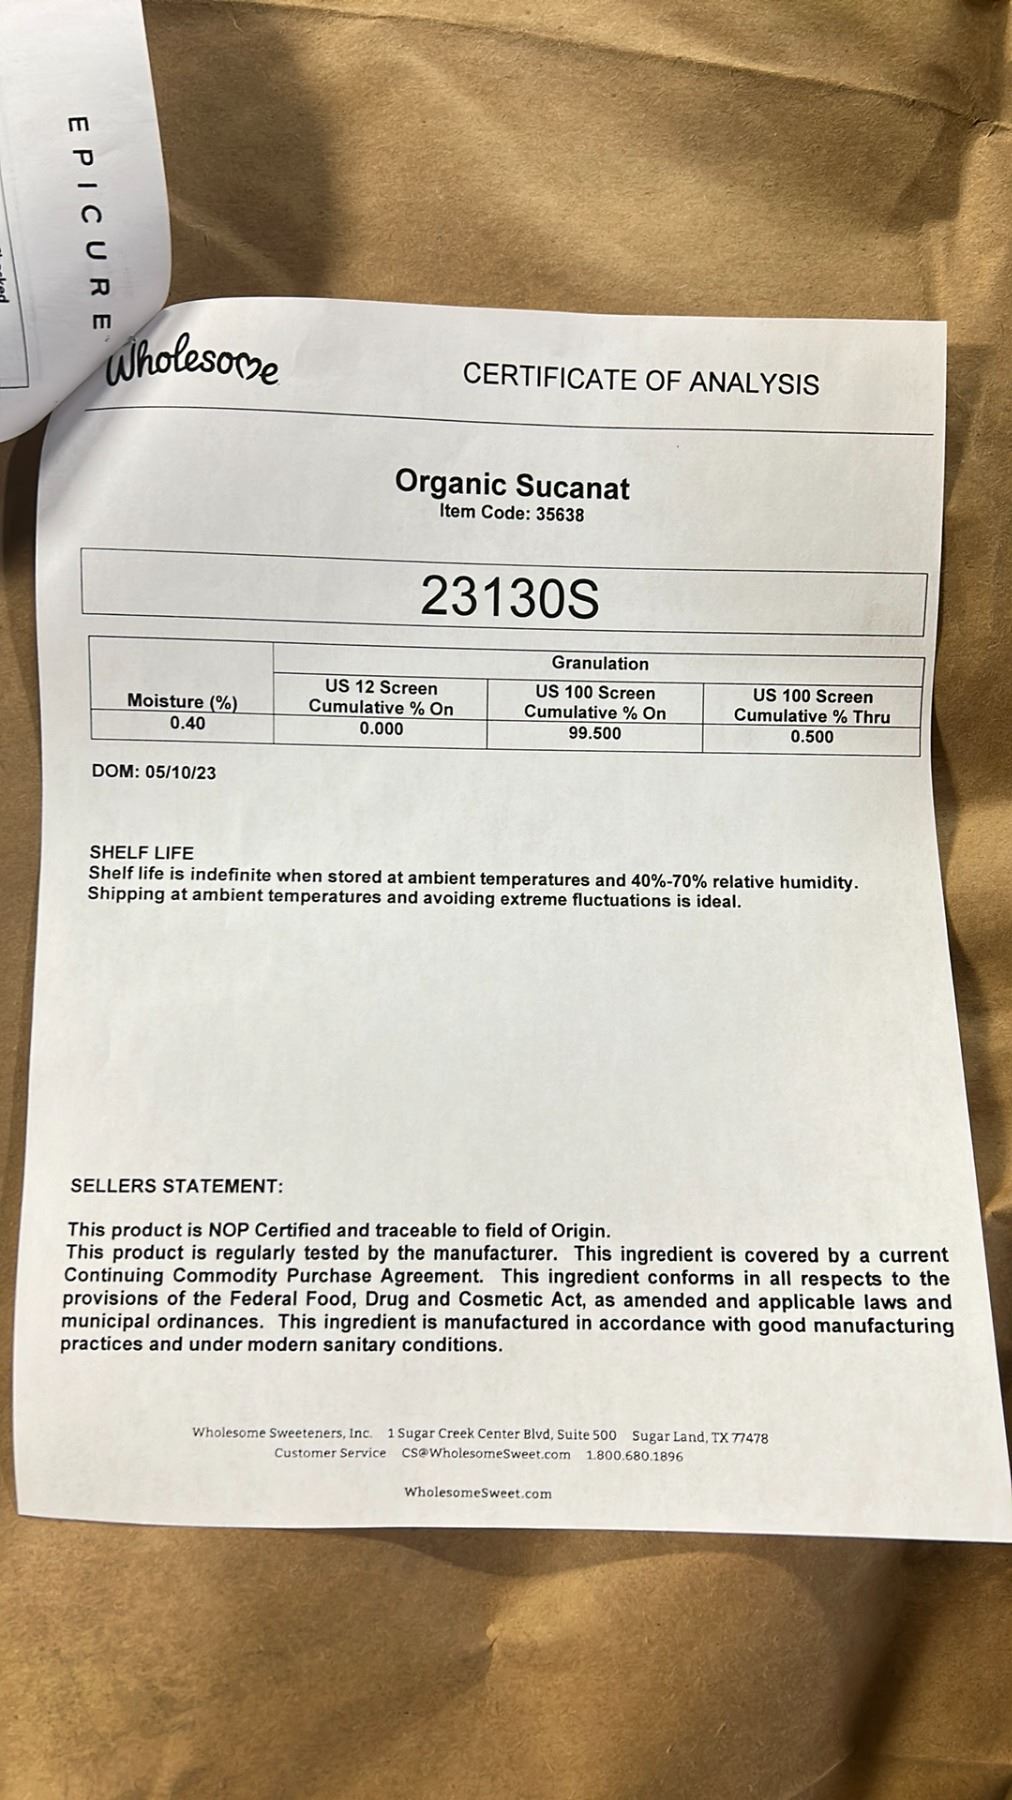 EPICURE
Wholesome
CERTIFICATE OF ANALYSIS
Organic Sucanat
Item Code: 35638
23130S
Granulation
Moisture (%)
US 12 Screen
Cumulative % On
US 100 Screen
Cumulative % On
US 100 Screen
Cumulative % Thru
0.40
0.000
99.500
0.500
DOM: 05/10/23
SHELF LIFE
Shelf life is indefinite when stored at ambient temperatures and 40%-70% relative humidity.
Shipping at ambient temperatures and avoiding extreme fluctuations is ideal.
SELLERS STATEMENT:
This product is NOP Certified and traceable to field of Origin.
This product is regularly tested by the manufacturer. This ingredient is covered by a current
Continuing Commodity Purchase Agreement. This ingredient conforms in all respects to the
provisions of the Federal Food, Drug and Cosmetic Act, as amended and applicable laws and
municipal ordinances. This ingredient is manufactured in accordance with good manufacturing
practices and under modern sanitary conditions.
Wholesome Sweeteners, Inc. 1 Sugar Creek Center Blvd, Suite 500 Sugar Land, TX 77478
Customer Service CS@WholesomeSweet.com 1.800.680.1896
WholesomeSweet.com